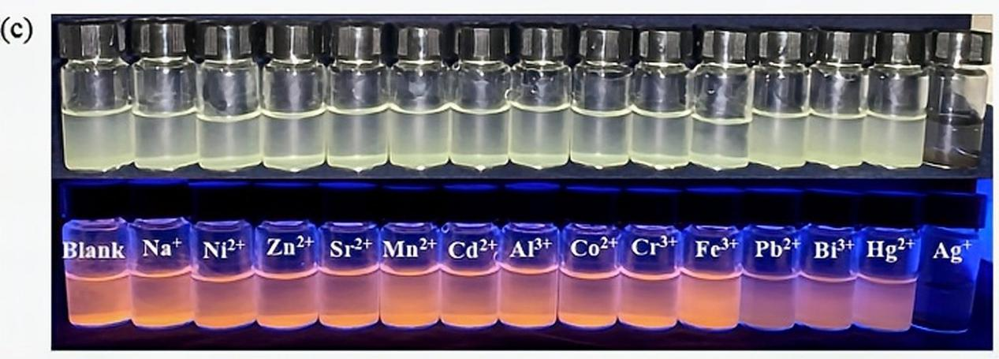 (c)
Blank Na⁺ Ni²⁺ Zn²⁺ Sr²⁺ Mn²⁺ Cd²⁺ Al³⁺ Co²⁺ Cr³⁺ Fe³⁺ Pb²⁺ Bi³⁺ Hg²⁺ Ag⁺